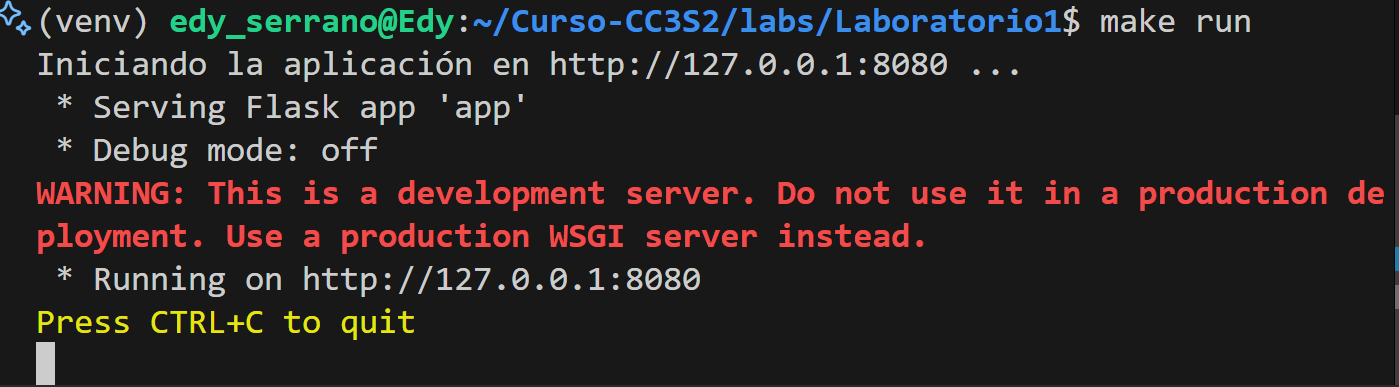 (venv) edy_serrano@Edy:~/Curso-CC3S2/labs/Laboratorio1$ make run
Iniciando la aplicación en http://127.0.0.1:8080 ...
 * Serving Flask app 'app'
 * Debug mode: off
WARNING: This is a development server. Do not use it in a production de
ployment. Use a production WSGI server instead.
 * Running on http://127.0.0.1:8080
Press CTRL+C to quit